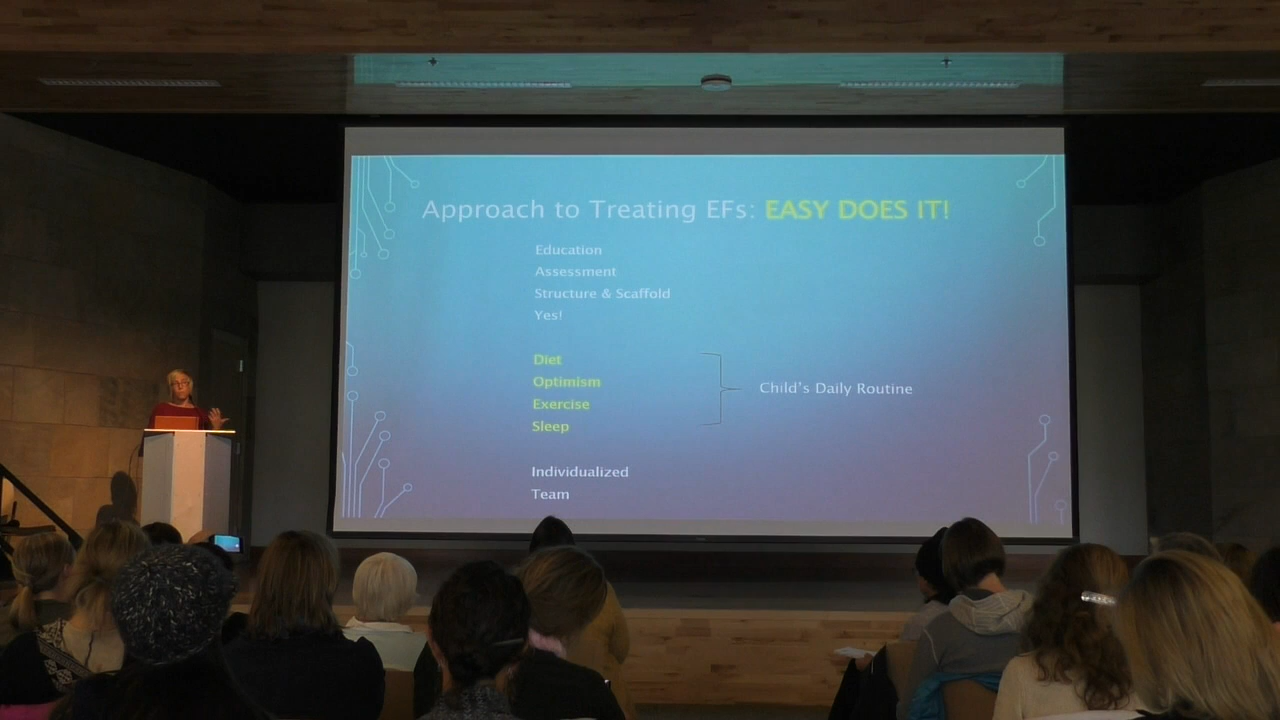 Approach to Treating EFs: EASY DOES IT!
Education
Assessment
Structure & Scaffold
Yes!
Diet
Optimism
Exercise
Sleep
Child's Daily Routine
Individualized
Team